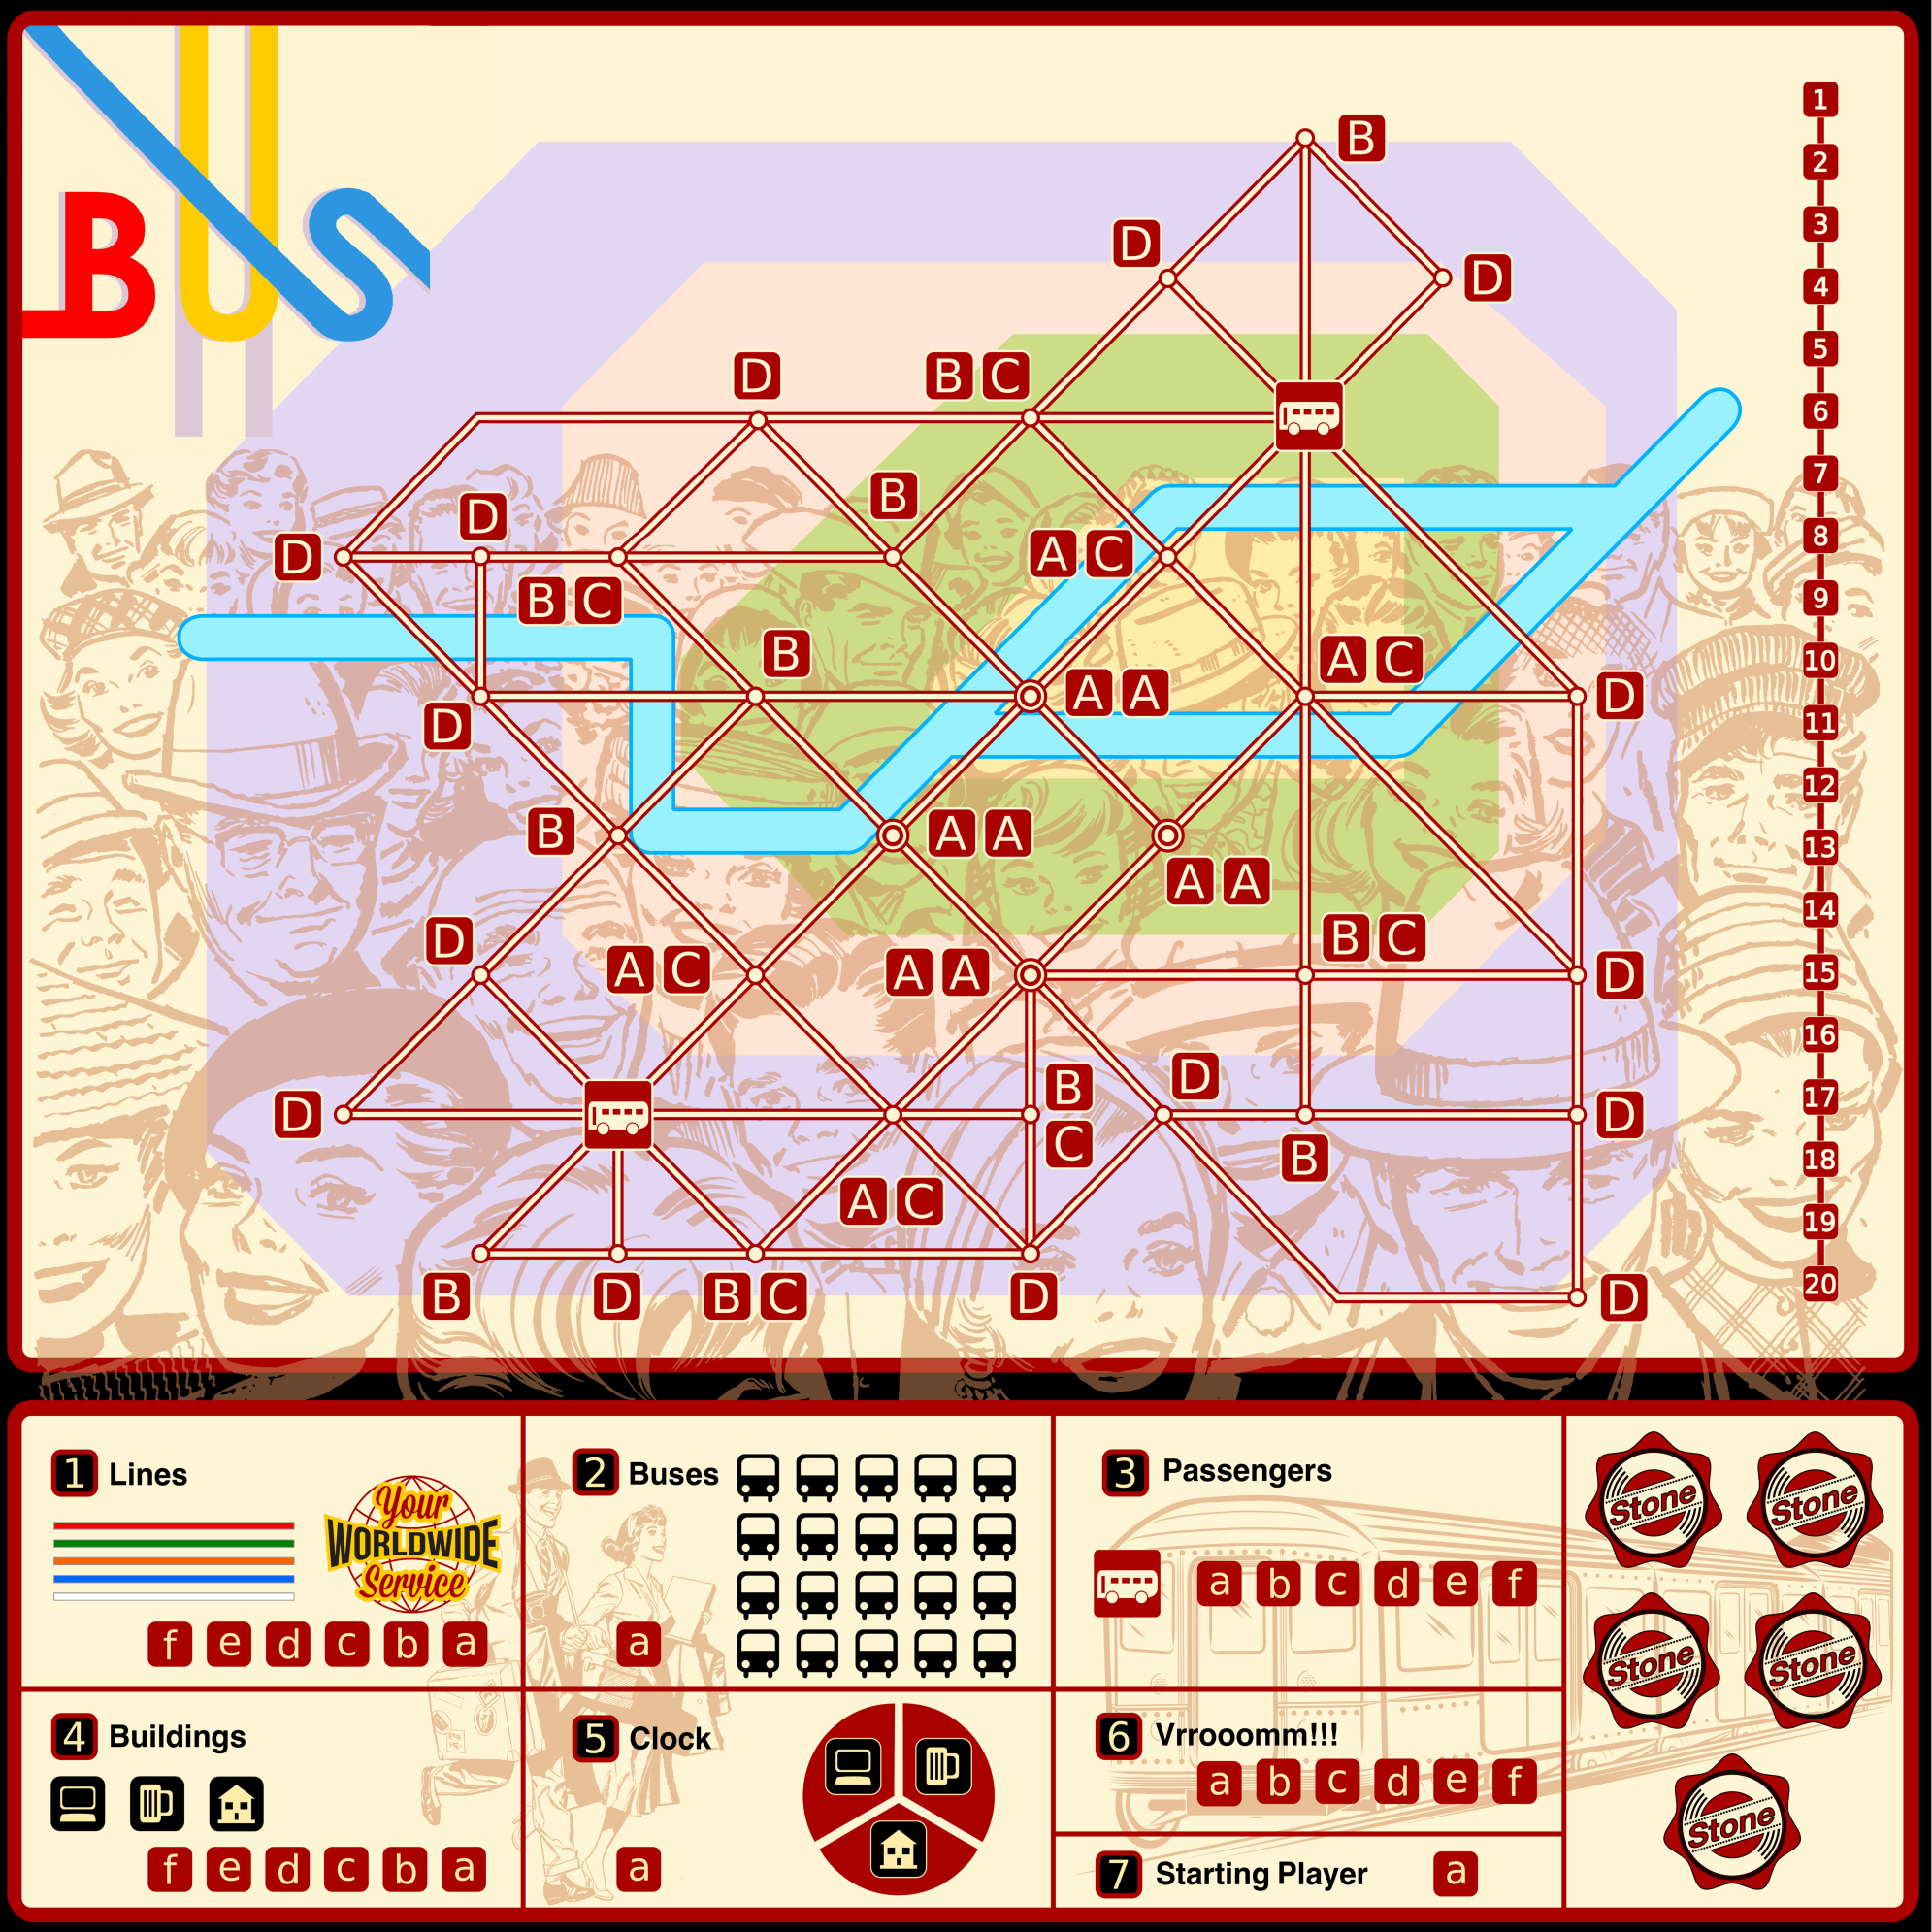 BUS
1
B
2
3
D
D
4
5
D
B C
6
7
B
D
8
D
A C
9
B C
10
B
A C
A A
D
11
D
12
B
A A
13
A A
14
D
B C
A C
A A
D
15
16
D
B
17
D
D
C
B
18
A C
19
20
B
D
B C
D
D
1 Lines
Your
WORLDWIDE
Service
f e d c b a
2 Buses
a
3 Passengers
a b c d e f
Stone
Stone
Stone
Stone
Stone
4 Buildings
f e d c b a
5 Clock
a
6 Vrrooomm!!!
a b c d e f
7 Starting Player
a